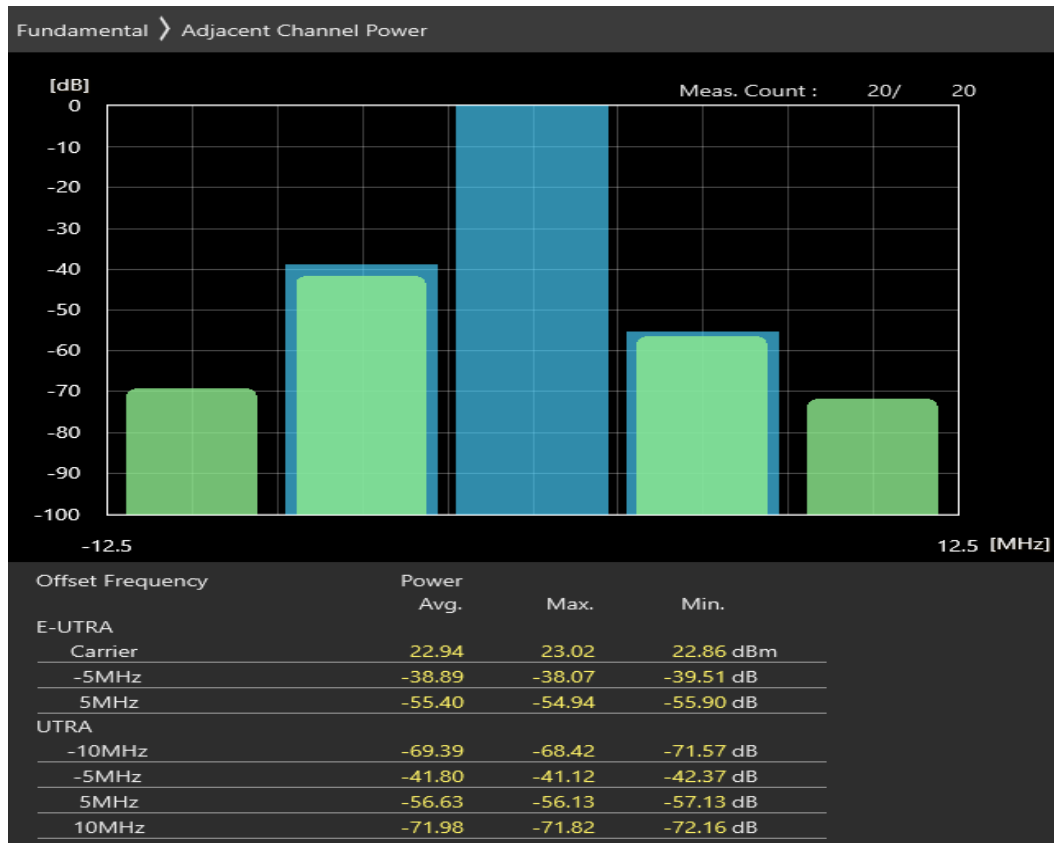 Fundamental 〉 Adjacent Channel Power
[dB]
Meas. Count : 20/ 20
0
-10
-20
-30
-40
-50
-60
-70
-80
-90
-100
-12.5 12.5 [MHz]
Offset Frequency Power
Avg. Max. Min.
E-UTRA
Carrier 22.94 23.02 22.86 dBm
-5MHz -38.89 -38.07 -39.51 dB
5MHz -55.40 -54.94 -55.90 dB
UTRA
-10MHz -69.39 -68.42 -71.57 dB
-5MHz -41.80 -41.12 -42.37 dB
5MHz -56.63 -56.13 -57.13 dB
10MHz -71.98 -71.82 -72.16 dB